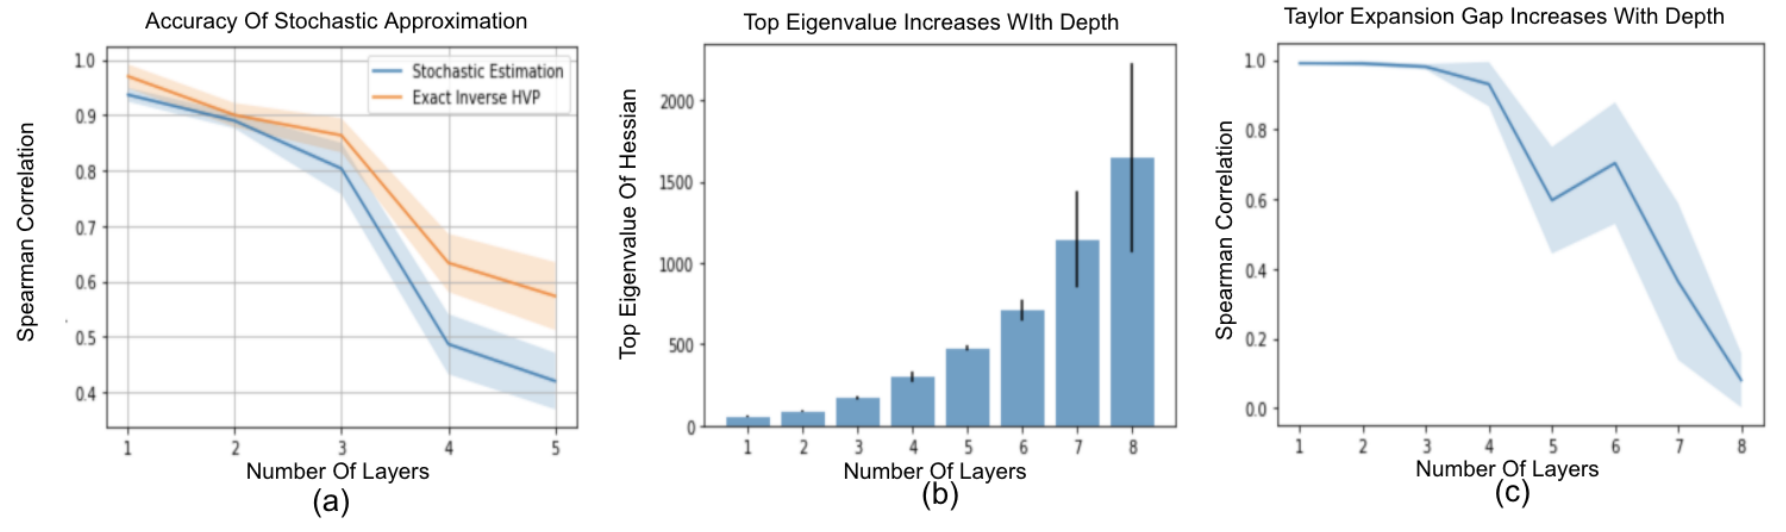 Accuracy Of Stochastic Approximation
1.0
0.9
0.8
0.7
0.6
0.5
0.4
Spearman Correlation
Stochastic Estimation
Exact Inverse HVP
1 2 3 4 5
Number Of Layers
(a)
Top Eigenvalue Increases WIth Depth
2000
1500
1000
500
0
Top Eigenvalue Of Hessian
1 2 3 4 5 6 7 8
Number Of Layers
(b)
Taylor Expansion Gap Increases With Depth
1.0
0.8
0.6
0.4
0.2
0.0
Spearman Correlation
1 2 3 4 5 6 7 8
Number Of Layers
(c)